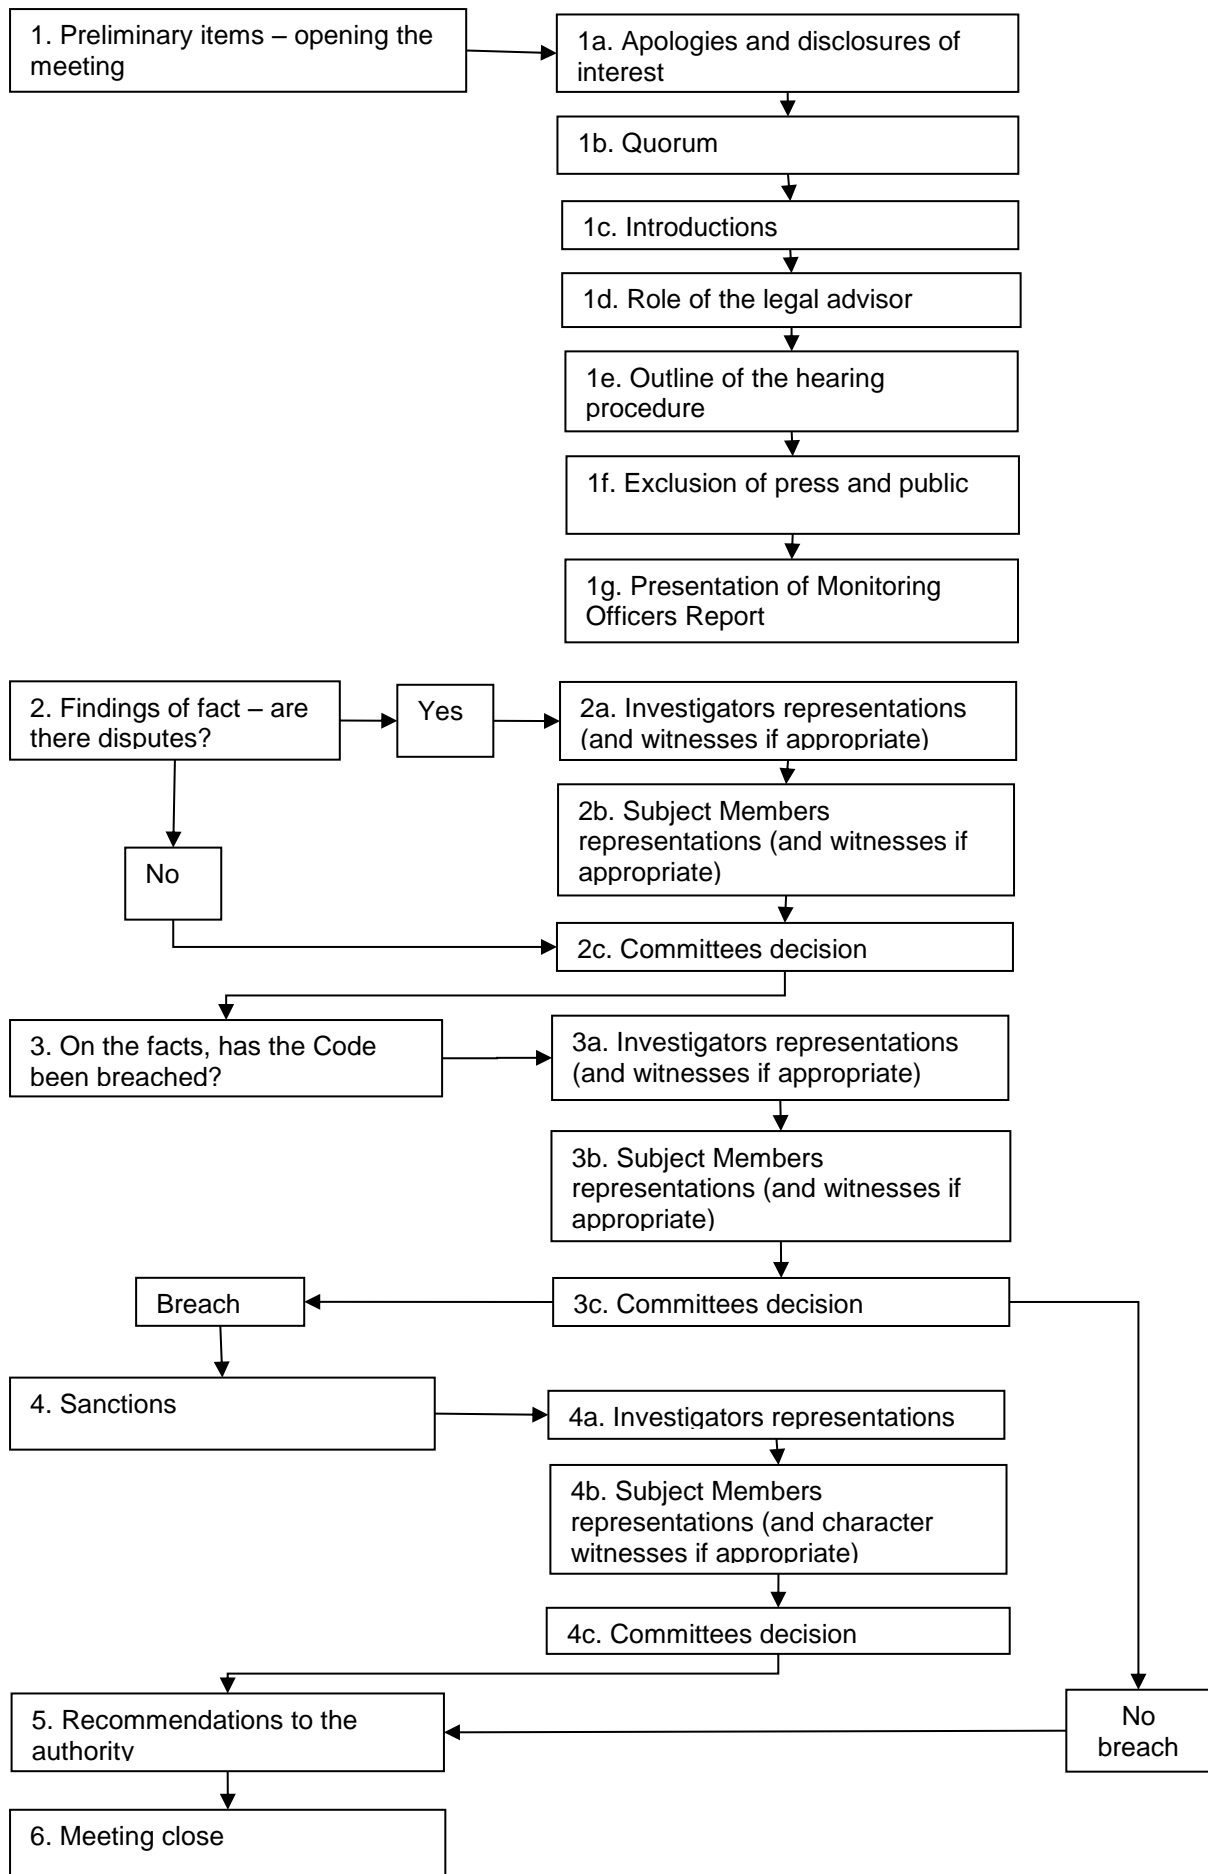 1. Preliminary items – opening the
meeting
1a. Apologies and disclosures of
interest
1b. Quorum
1c. Introductions
1d. Role of the legal advisor
1e. Outline of the hearing
procedure
1f. Exclusion of press and public
1g. Presentation of Monitoring
Officers Report
2. Findings of fact – are
there disputes?
Yes
2a. Investigators representations
(and witnesses if appropriate)
2b. Subject Members
representations (and witnesses if
appropriate)
No
2c. Committees decision
3. On the facts, has the Code
been breached?
3a. Investigators representations
(and witnesses if appropriate)
3b. Subject Members
representations (and witnesses if
appropriate)
Breach
3c. Committees decision
4. Sanctions
4a. Investigators representations
4b. Subject Members
representations (and character
witnesses if appropriate)
4c. Committees decision
5. Recommendations to the
authority
No
breach
6. Meeting close